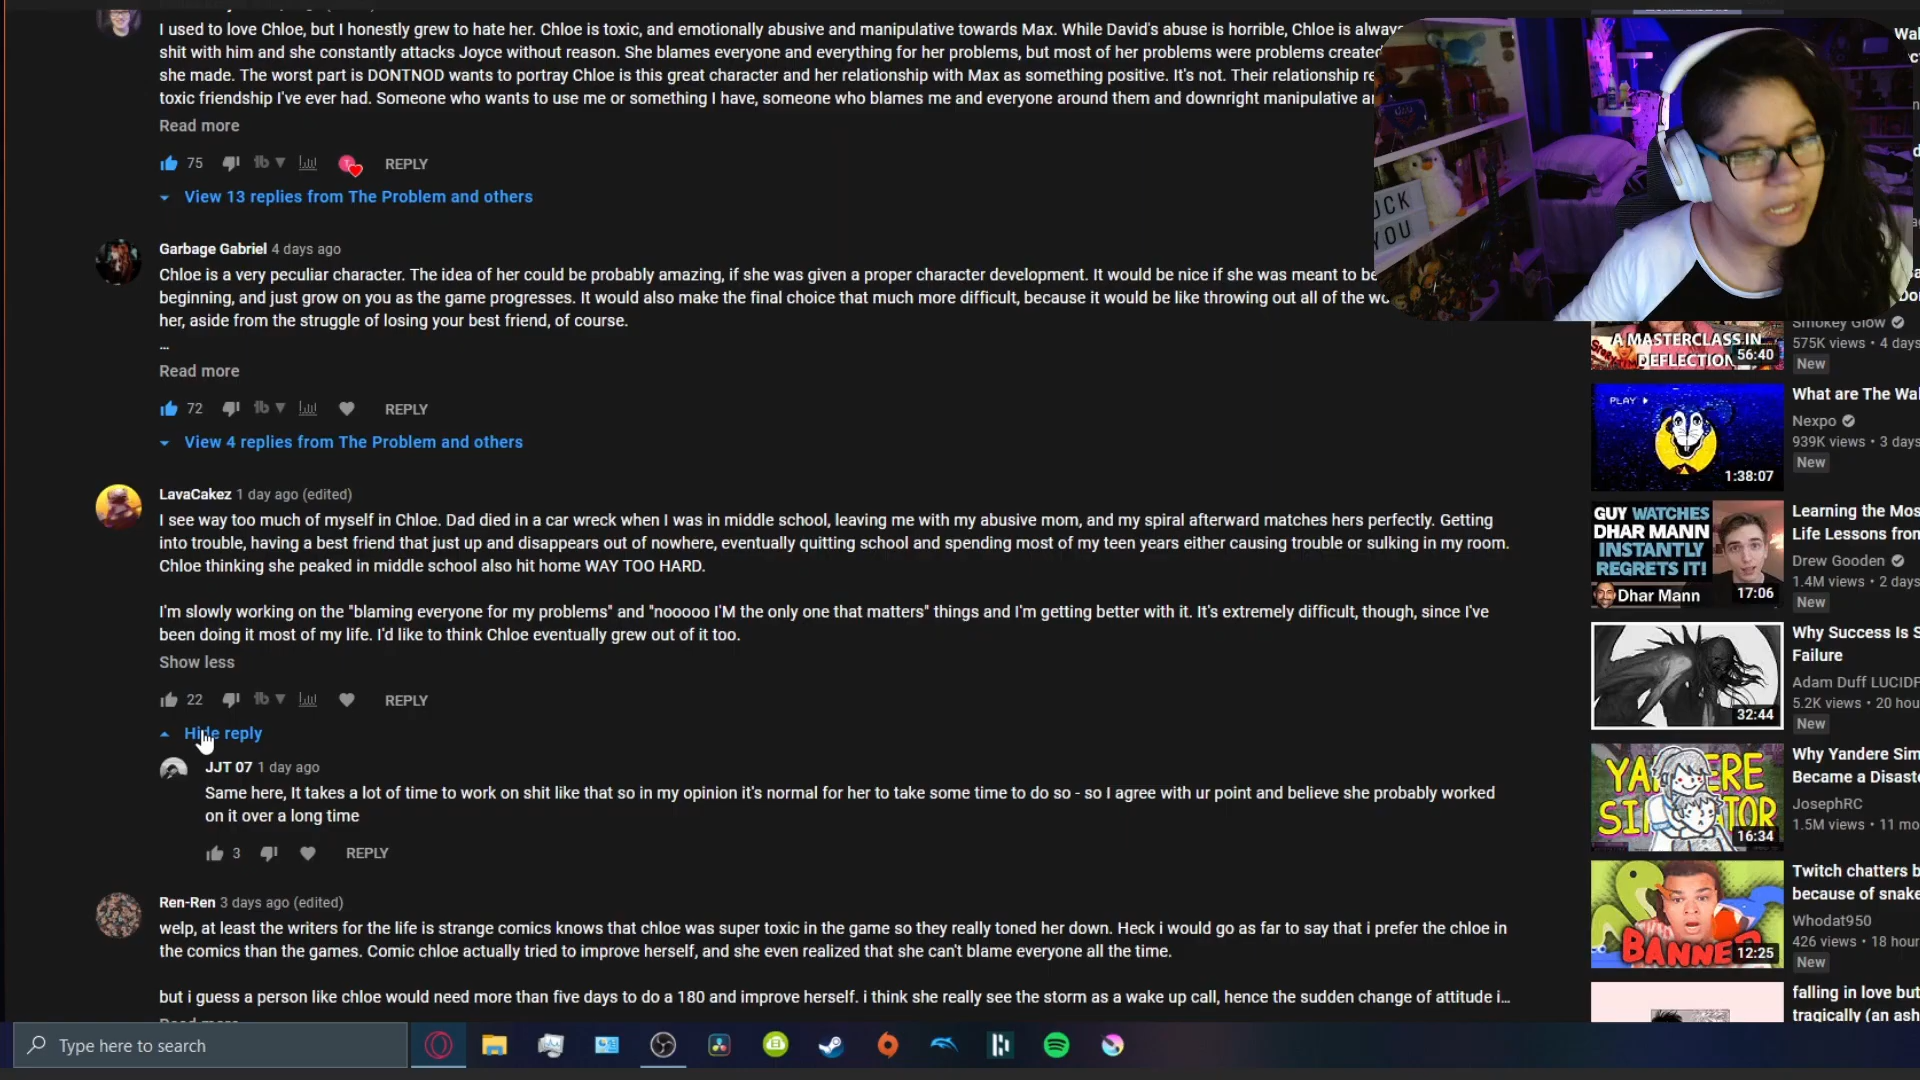 I used to love Chloe, but I honestly grew to hate her. Chloe is toxic, and emotionally abusive and manipulative towards Max. While David's abuse is horrible, Chloe is alway
shit with him and she constantly attacks Joyce without reason. She blames everyone and everything for her problems, but most of her problems were problems created
she made. The worst part is DONTNOD wants to portray Chloe is this great character and her relationship with Max as something positive. It's not. Their relationship re
toxic friendship I've ever had. Someone who wants to use me or something I have, someone who blames me and everyone around them and downright manipulative a
Read more
75 REPLY
View 13 replies from The Problem and others
Garbage Gabriel 4 days ago
Chloe is a very peculiar character. The idea of her could be probably amazing, if she was given a proper character development. It would be nice if she was meant to be
beginning, and just grow on you as the game progresses. It would also make the final choice that much more difficult, because it would be like throwing out all of the wo
her, aside from the struggle of losing your best friend, of course.
...
Read more
72 REPLY
View 4 replies from The Problem and others
LavaCakez 1 day ago (edited)
I see way too much of myself in Chloe. Dad died in a car wreck when I was in middle school, leaving me with my abusive mom, and my spiral afterward matches hers perfectly. Getting
into trouble, having a best friend that just up and disappears out of nowhere, eventually quitting school and spending most of my teen years either causing trouble or sulking in my room.
Chloe thinking she peaked in middle school also hit home WAY TOO HARD.
I'm slowly working on the "blaming everyone for my problems" and "nooooo I'M the only one that matters" things and I'm getting better with it. It's extremely difficult, though, since I've
been doing it most of my life. I'd like to think Chloe eventually grew out of it too.
Show less
22 REPLY
Hide reply
JJT 07 1 day ago
Same here, It takes a lot of time to work on shit like that so in my opinion it's normal for her to take some time to do so - so I agree with ur point and believe she probably worked
on it over a long time
3 REPLY
Ren-Ren 3 days ago (edited)
welp, at least the writers for the life is strange comics knows that chloe was super toxic in the game so they really toned her down. Heck i would go as far to say that i prefer the chloe in
the comics than the games. Comic chloe actually tried to improve herself, and she even realized that she can't blame everyone all the time.
but i guess a person like chloe would need more than five days to do a 180 and improve herself. i think she really see the storm as a wake up call, hence the sudden change of attitude i...
Read more
UCK
YOU
Smokey Glow
575K views • 4 days
New
A MASTERCLASS IN
DEFLECTION
56:40
What are The Wal
Nexpo
939K views • 3 days
New
PLAY
1:38:07
Learning the Mos
Life Lessons from
Drew Gooden
1.4M views • 2 days
New
GUY WATCHES
DHAR MANN
INSTANTLY
REGRETS IT!
Dhar Mann
17:06
Why Success Is S
Failure
Adam Duff LUCIDP
5.2K views • 20 hou
New
32:44
Why Yandere Sim
Became a Disaste
JosephRC
1.5M views • 11 mo
16:34
Twitch chatters b
because of snake
Whodat950
426 views • 18 hour
New
BANNED
12:25
falling in love but
tragically (an ash
Type here to search